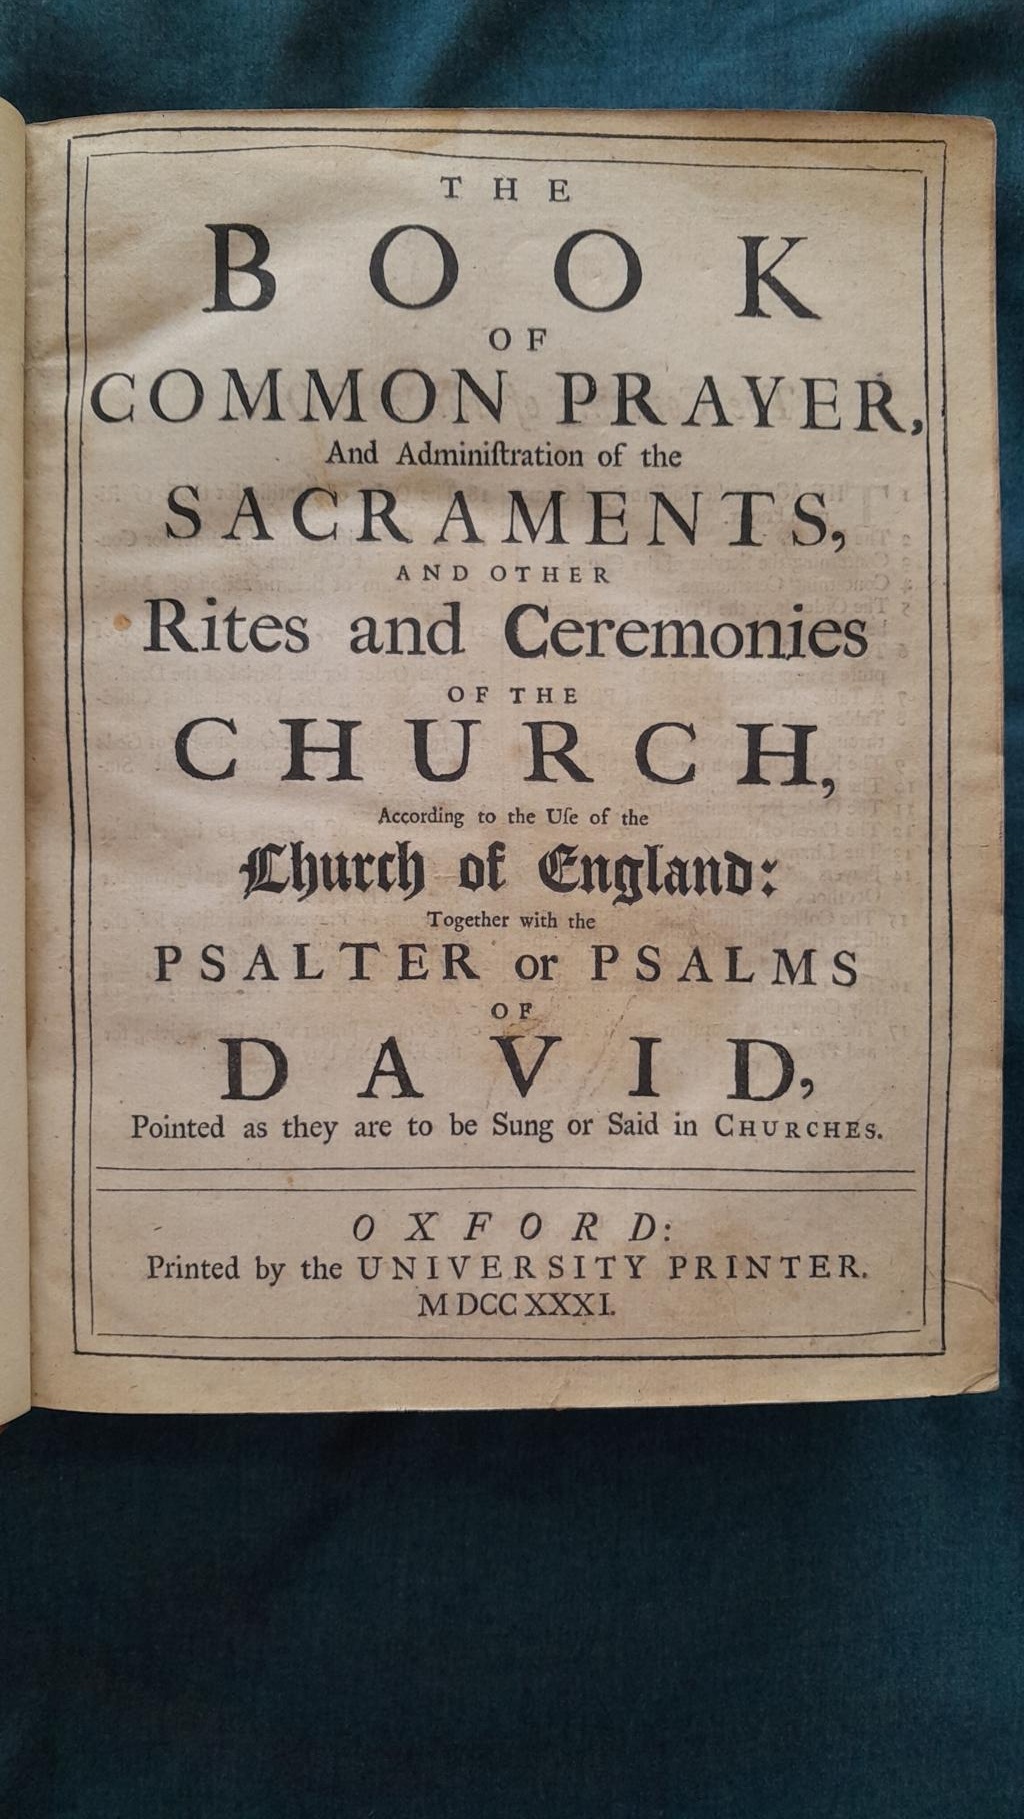 THE
BOOK
OF
COMMON PRAYER,
And Adminiſtration of the
SACRAMENTS,
AND OTHER
Rites and Ceremonies
OF THE
CHURCH,
According to the Uſe of the
Church of England:
Together with the
PSALTER or PSALMS
OF
DAVID,
Pointed as they are to be Sung or Said in CHURCHES.
OXFORD:
Printed by the UNIVERSITY PRINTER.
MDCCXXXI.